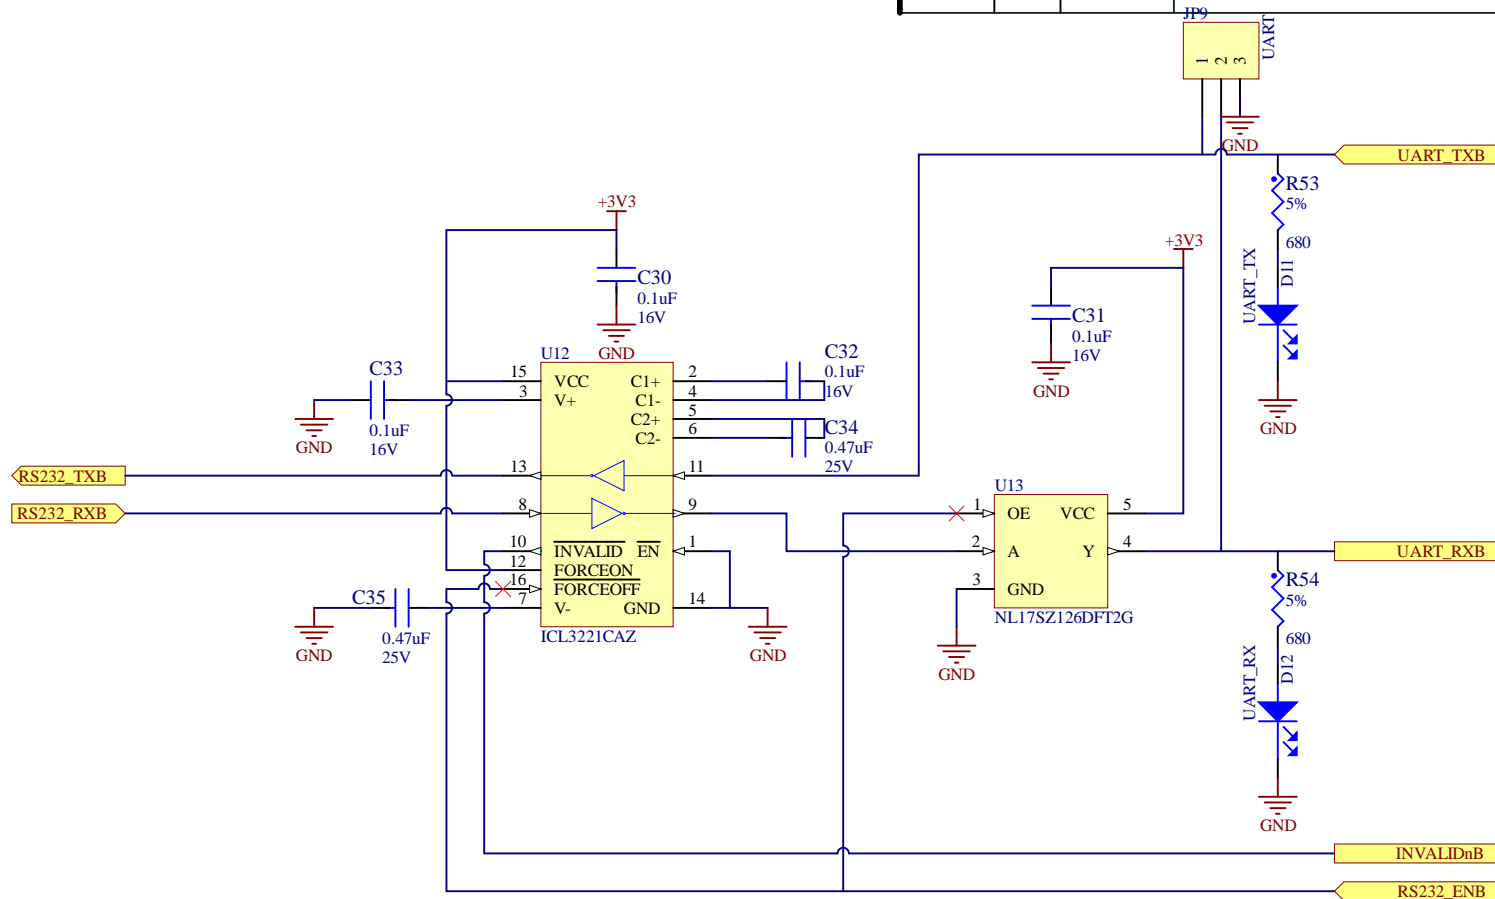 JP9
UART
1
2
3
GND
UART_TXB
R53
5%
680
UART_TX
D11
GND
+3V3
C30
0.1uF
16V
GND
+3V3
C31
0.1uF
16V
GND
U12
C33
0.1uF
16V
GND
15 VCC C1+ 2
3 V+ C1- 4
C2+ 5
C2- 6
C32
0.1uF
16V
C34
0.47uF
25V
RS232_TXB
13
11
RS232_RXB
8
9
10 INVALID EN 1
12 FORCEON
16 FORCEOFF
7 V- GND 14
ICL3221CAZ
C35
0.47uF
25V
GND
GND
U13
1 OE VCC 5
2 A Y 4
3 GND
NL17SZ126DFT2G
GND
UART_RXB
R54
5%
680
UART_RX
D12
GND
INVALIDnB
RS232_ENB